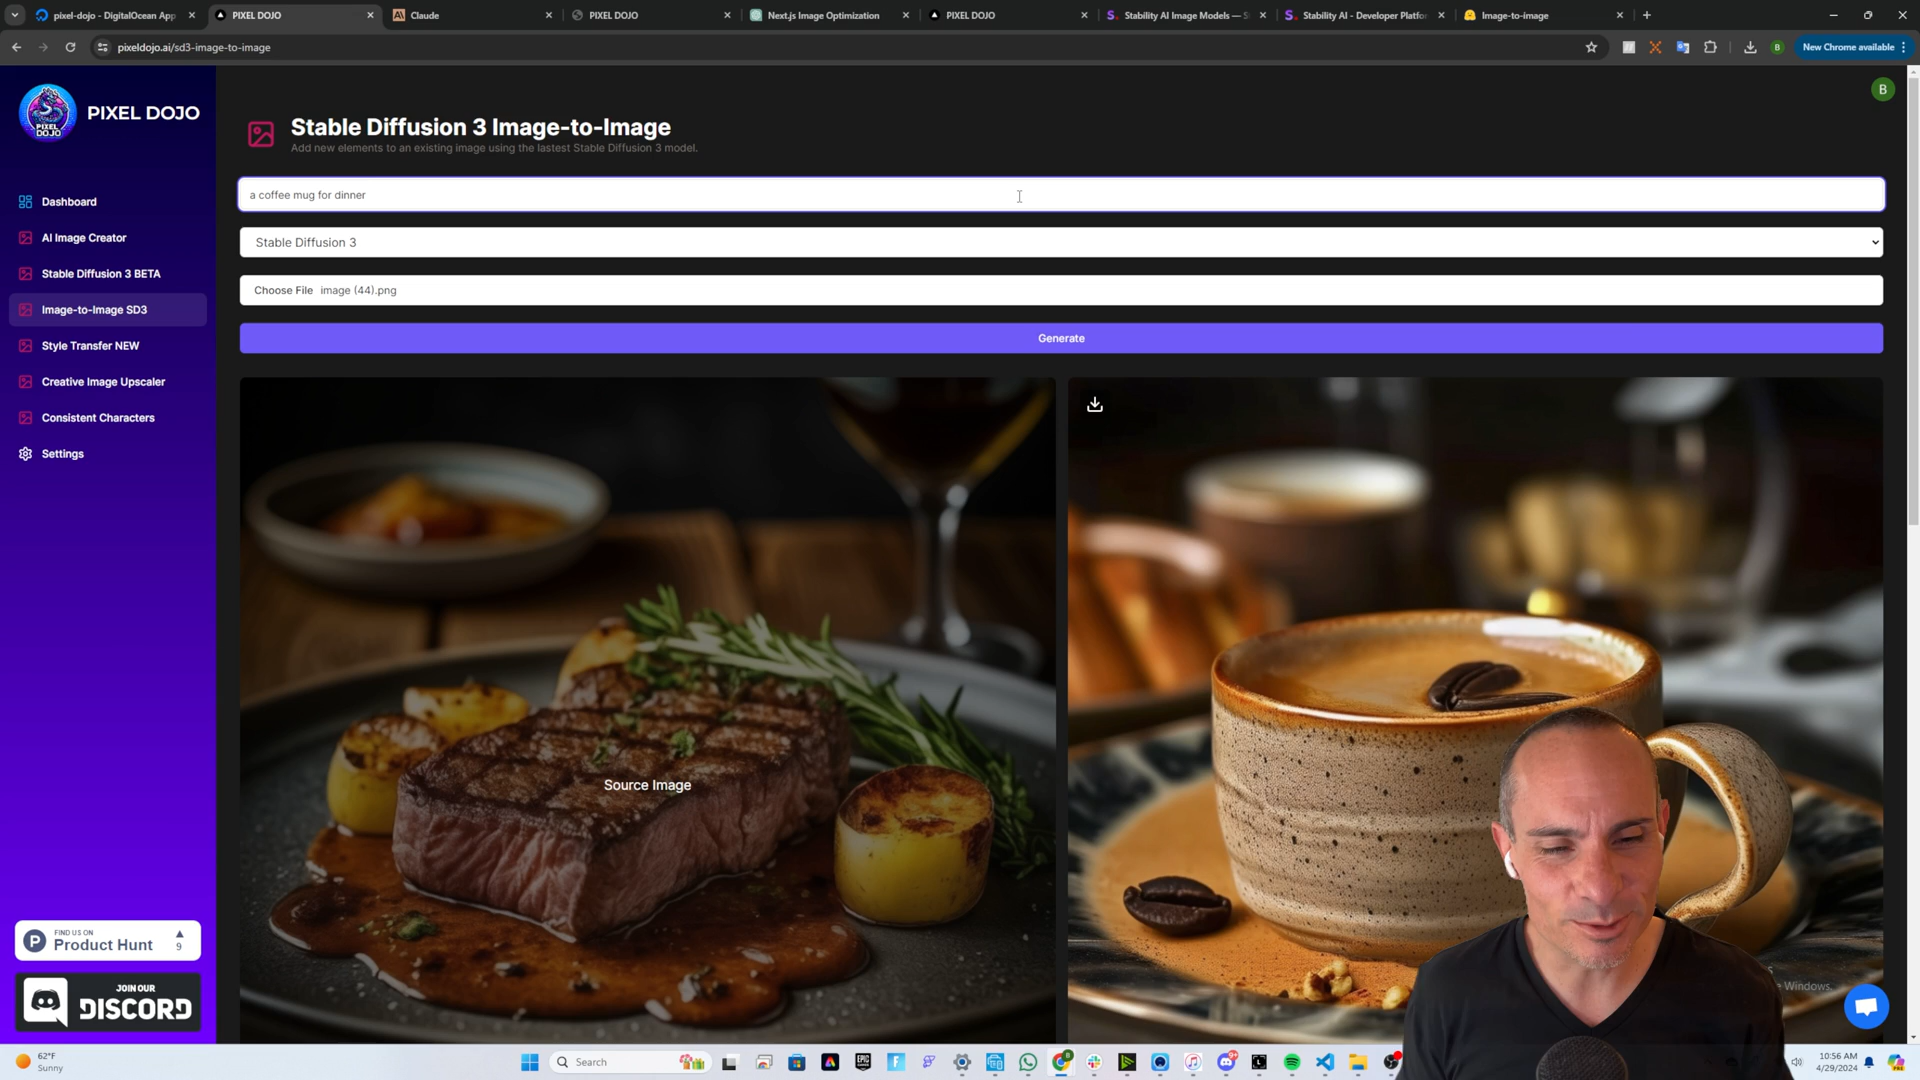 pixel-dojo - DigitalOcean App
PIXEL DOJO
Claude
PIXEL DOJO
Next.js Image Optimization
PIXEL DOJO
Stability AI Image Models —
Stability AI - Developer Platfor
Image-to-image
pixeldojo.ai/sd3-image-to-image
New Chrome available
B
PIXEL DOJO
PIXEL DOJO
Dashboard
AI Image Creator
Stable Diffusion 3 BETA
Image-to-Image SD3
Style Transfer NEW
Creative Image Upscaler
Consistent Characters
Settings
FIND US ON
Product Hunt
9
JOIN OUR
DISCORD
B
Stable Diffusion 3 Image-to-Image
Add new elements to an existing image using the lastest Stable Diffusion 3 model.
a coffee mug for dinner
Stable Diffusion 3
Choose File image (44).png
Generate
Source Image
Windows.
62°F
Sunny
Search
10:56 AM
4/29/2024